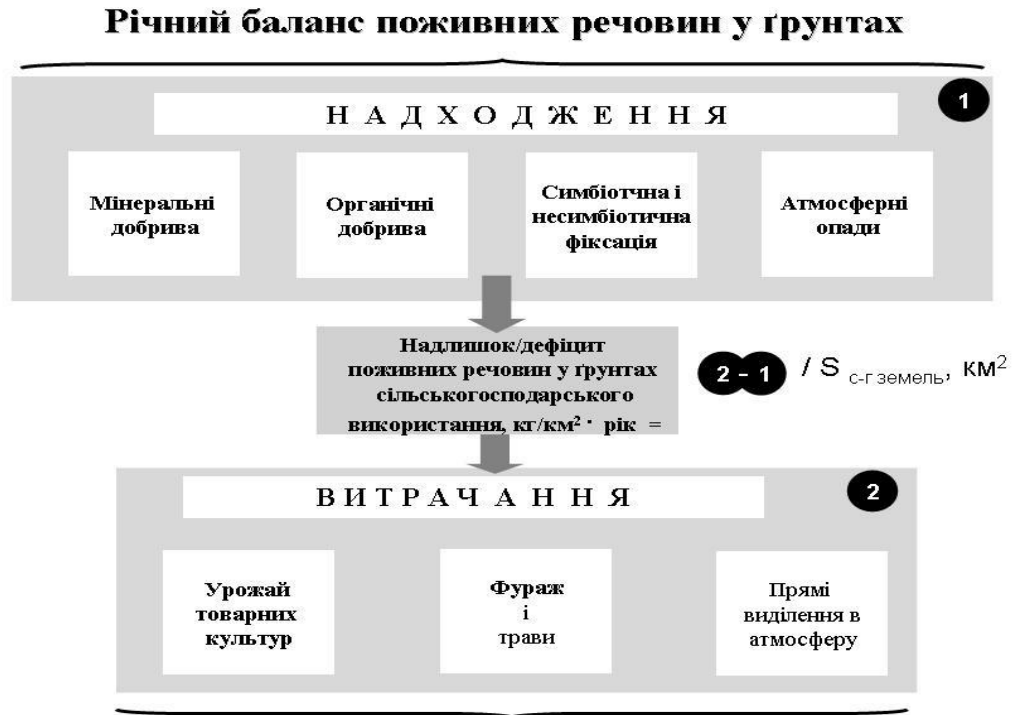 Річний баланс поживних речовин у ґрунтах
1
Н А Д Х О Д Ж Е Н Н Я
Мінеральні
добрива
Органічні
добрива
Симбіотчна і
несимбіотична
фіксація
Атмосферні
опади
Надлишок/дефіцит
поживних речовин у ґрунтах
сільськогосподарського
використання, кг/км² · рік =
2 - 1 / S с-г земель, км²
2
В И Т Р А Ч А Н Н Я
Урожай
товарних
культур
Фураж
і
трави
Прямі
виділення в
атмосферу